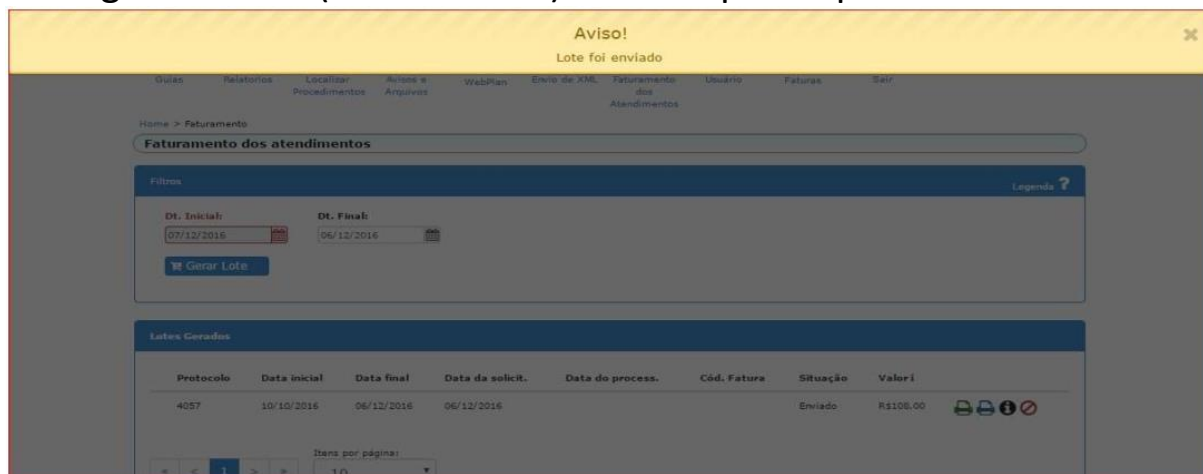 Aviso!
Lote foi enviado
Guias Relatorios Localizar Procedimentos Avisos e Arquivos WebPlan Envio de XML Faturamento dos Atendimentos Usuário Faturas Sair
Home > Faturamento
Faturamento dos atendimentos
Filtros Legenda ?
Dt. Inicial: Dt. Final:
07/12/2016 06/12/2016
Gerar Lote
Lotes Gerados
Protocolo Data inicial Data final Data da solicit. Data do process. Cód. Fatura Situação Valor i
4057 10/10/2016 06/12/2016 06/12/2016 Enviado R$108,00
Itens por página:
« < 1 > » 10